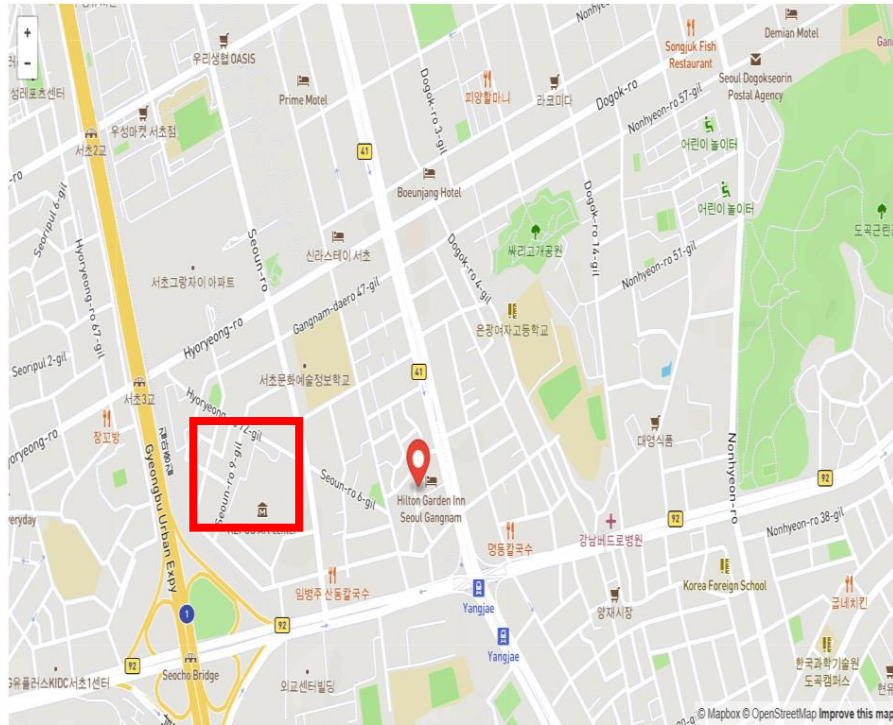 +
−
우리생협 OASIS
Prime Motel
우성마켓 서초점
서초2교
Seoripul 6-gil
Hyoryeong-ro 67-gil
Seoun-ro
41
Dogok-ro 3-gil
피양할마니
라코미다
Songjuk Fish
Restaurant
Demian Motel
Seoul Dogokseorin
Postal Agency
Dogok-ro
Nonhyeon-ro 57-gil
어린이 놀이터
어린이 놀이터
Boeunjang Hotel
신라스테이 서초
서초그랑자이 아파트
Gangnam-daero 47-gil
Dogok-ro 4-gil
싸리고개공원
Dogok-ro 14-gil
Nonhyeon-ro 51-gil
Hyoryeong-ro
은광여자고등학교
Seoripul 2-gil
서초3교
서초문화예술정보학교
41
장꼬방
Hyoryeong-ro 72-gil
Seoun-ro 9-gil
Seoun-ro 6-gil
Gyeongbu Urban Expy
Hilton Garden Inn
Seoul Gangnam
대영식품
Nonhyeon-ro
92
92
명동칼국수
강남베드로병원
Nonhyeon-ro 38-gil
Korea Foreign School
임병주 산동칼국수
Yangjae
양재시장
굽네치킨
1
92
92
Yangjae
Seocho Bridge
외교센터빌딩
한국과학기술원
도곡캠퍼스
© Mapbox © OpenStreetMap Improve this map